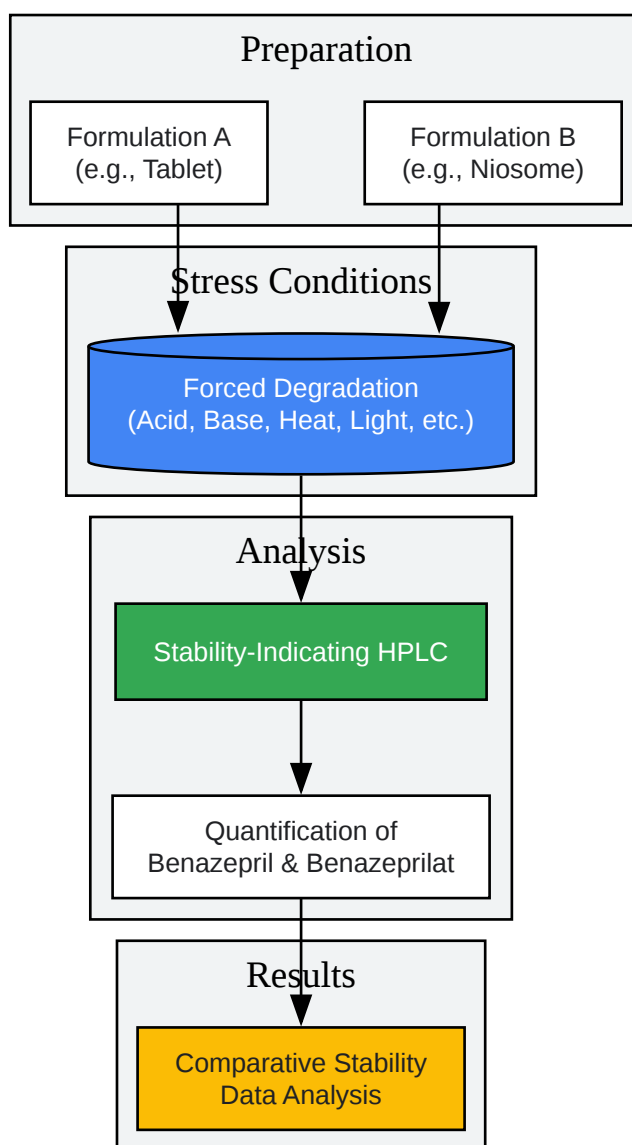 Preparation
Formulation A
(e.g., Tablet)
Formulation B
(e.g., Niosome)
Stress Conditions
Forced Degradation
(Acid, Base, Heat, Light, etc.)
Analysis
Stability-Indicating HPLC
Quantification of
Benazepril & Benazeprilat
Results
Comparative Stability
Data Analysis